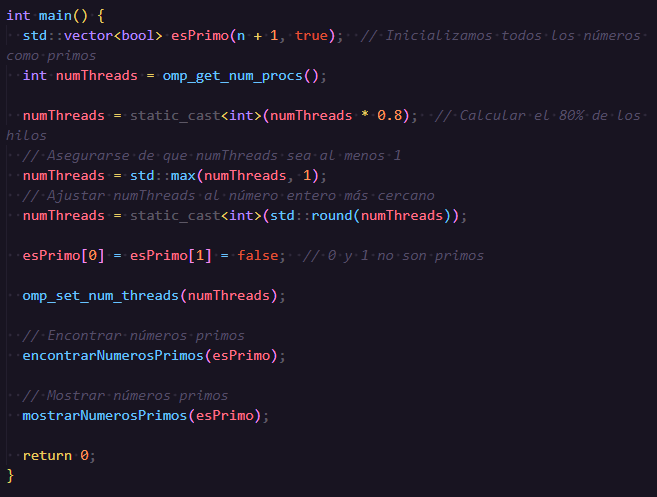 int main() {
  std::vector<bool> esPrimo(n + 1, true);  // Inicializamos todos los números
como primos
  int numThreads = omp_get_num_procs();
  numThreads = static_cast<int>(numThreads * 0.8);  // Calcular el 80% de los
hilos
  // Asegurarse de que numThreads sea al menos 1
  numThreads = std::max(numThreads, 1);
  // Ajustar numThreads al número entero más cercano
  numThreads = static_cast<int>(std::round(numThreads));
  esPrimo[0] = esPrimo[1] = false;  // 0 y 1 no son primos
  omp_set_num_threads(numThreads);
  // Encontrar números primos
  encontrarNumerosPrimos(esPrimo);
  // Mostrar números primos
  mostrarNumerosPrimos(esPrimo);
  return 0;
}